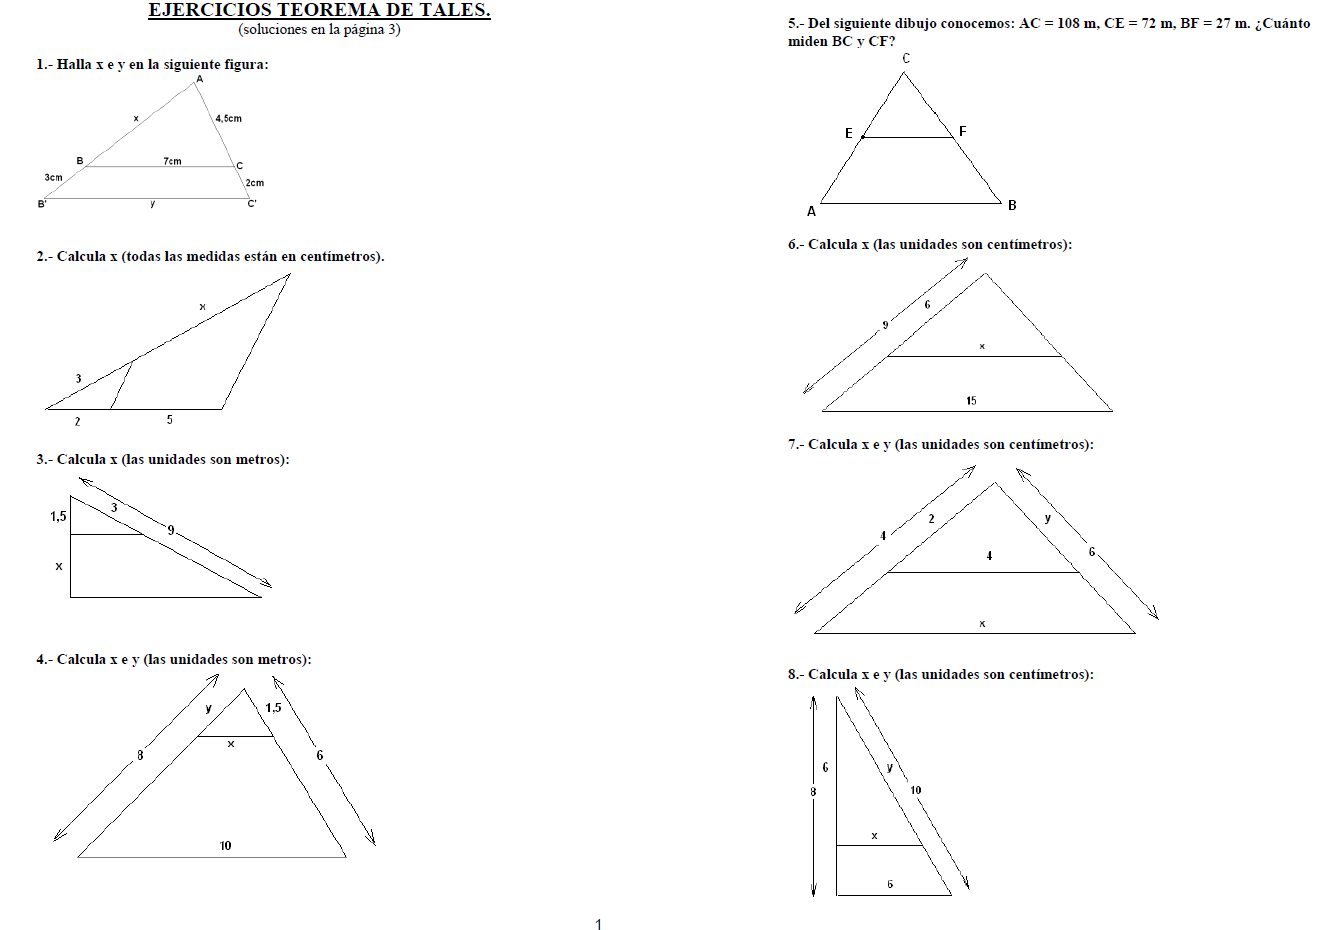 EJERCICIOS TEOREMA DE TALES.
(soluciones en la página 3)
1.- Halla x e y en la siguiente figura:
A
x
4,5cm
B
7cm
C
3cm
2cm
B'
y
C'
2.- Calcula x (todas las medidas están en centímetros).
x
3
2
5
3.- Calcula x (las unidades son metros):
1,5
3
9
x
4.- Calcula x e y (las unidades son metros):
y
1,5
x
8
6
10
5.- Del siguiente dibujo conocemos: AC = 108 m, CE = 72 m, BF = 27 m. ¿Cuánto
miden BC y CF?
C
E
F
A
B
6.- Calcula x (las unidades son centímetros):
6
9
x
15
7.- Calcula x e y (las unidades son centímetros):
2
y
4
4
6
x
8.- Calcula x e y (las unidades son centímetros):
6
y
8
10
x
6
1